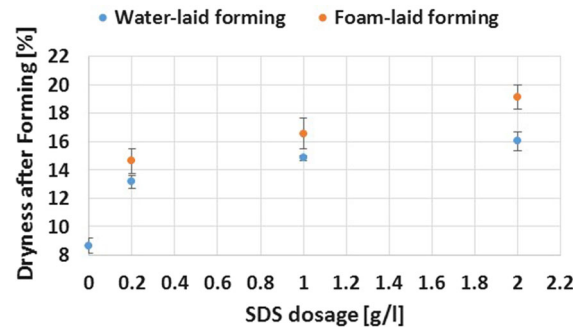 Water-laid forming Foam-laid forming
Dryness after Forming [%]
22
20
18
16
14
12
10
8
0 0.2 0.4 0.6 0.8 1 1.2 1.4 1.6 1.8 2 2.2
SDS dosage [g/l]